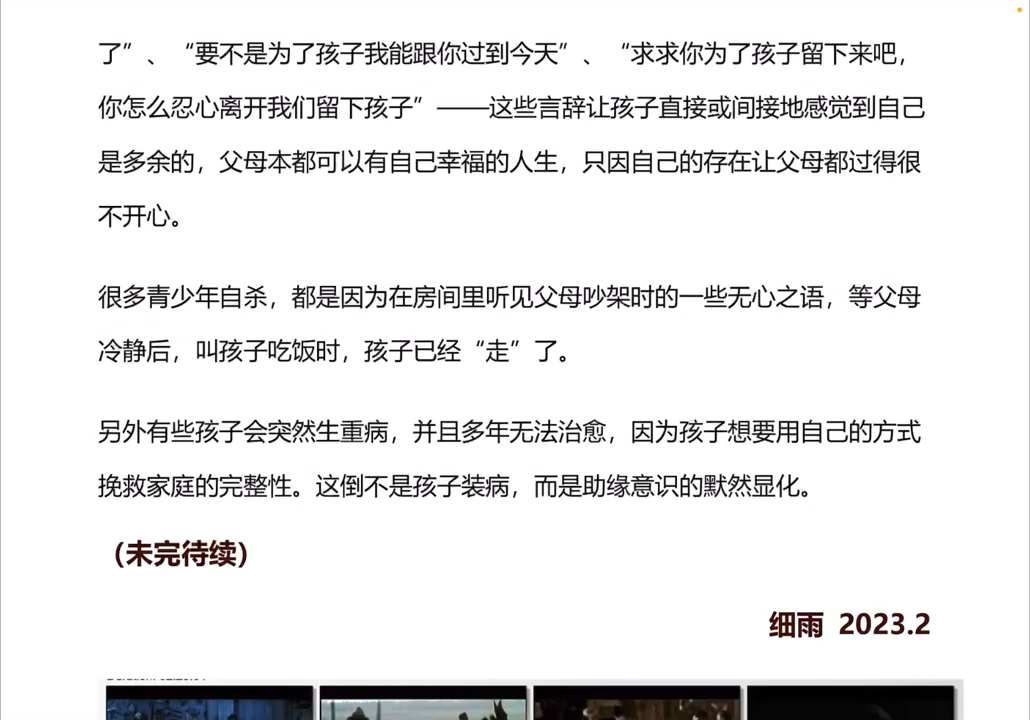 了”、“要不是为了孩子我能跟你过到今天”、“求求你为了孩子留下来吧，
你怎么忍心离开我们留下孩子”——这些言辞让孩子直接或间接地感觉到自己
是多余的，父母本都可以有自己幸福的人生，只因自己的存在让父母都过得很
不开心。
很多青少年自杀，都是因为在房间里听见父母吵架时的一些无心之语，等父母
冷静后，叫孩子吃饭时，孩子已经“走”了。
另外有些孩子会突然生重病，并且多年无法治愈，因为孩子想要用自己的方式
挽救家庭的完整性。这倒不是孩子装病，而是助缘意识的默然显化。
（未完待续）
细雨 2023.2